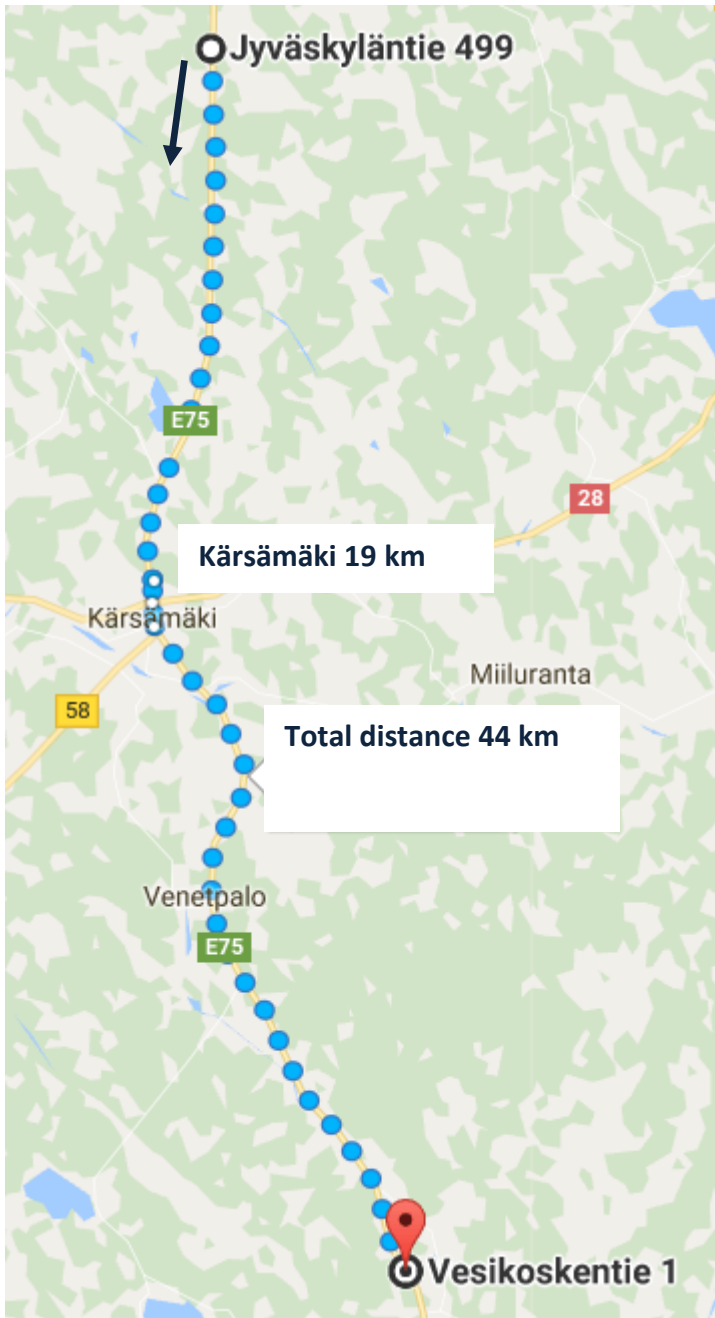 Jyväskyläntie 499
E75
28
Kärsämäki 19 km
Kärsämäki
Miiluranta
58
Total distance 44 km
Venetpalo
E75
Vesikoskentie 1